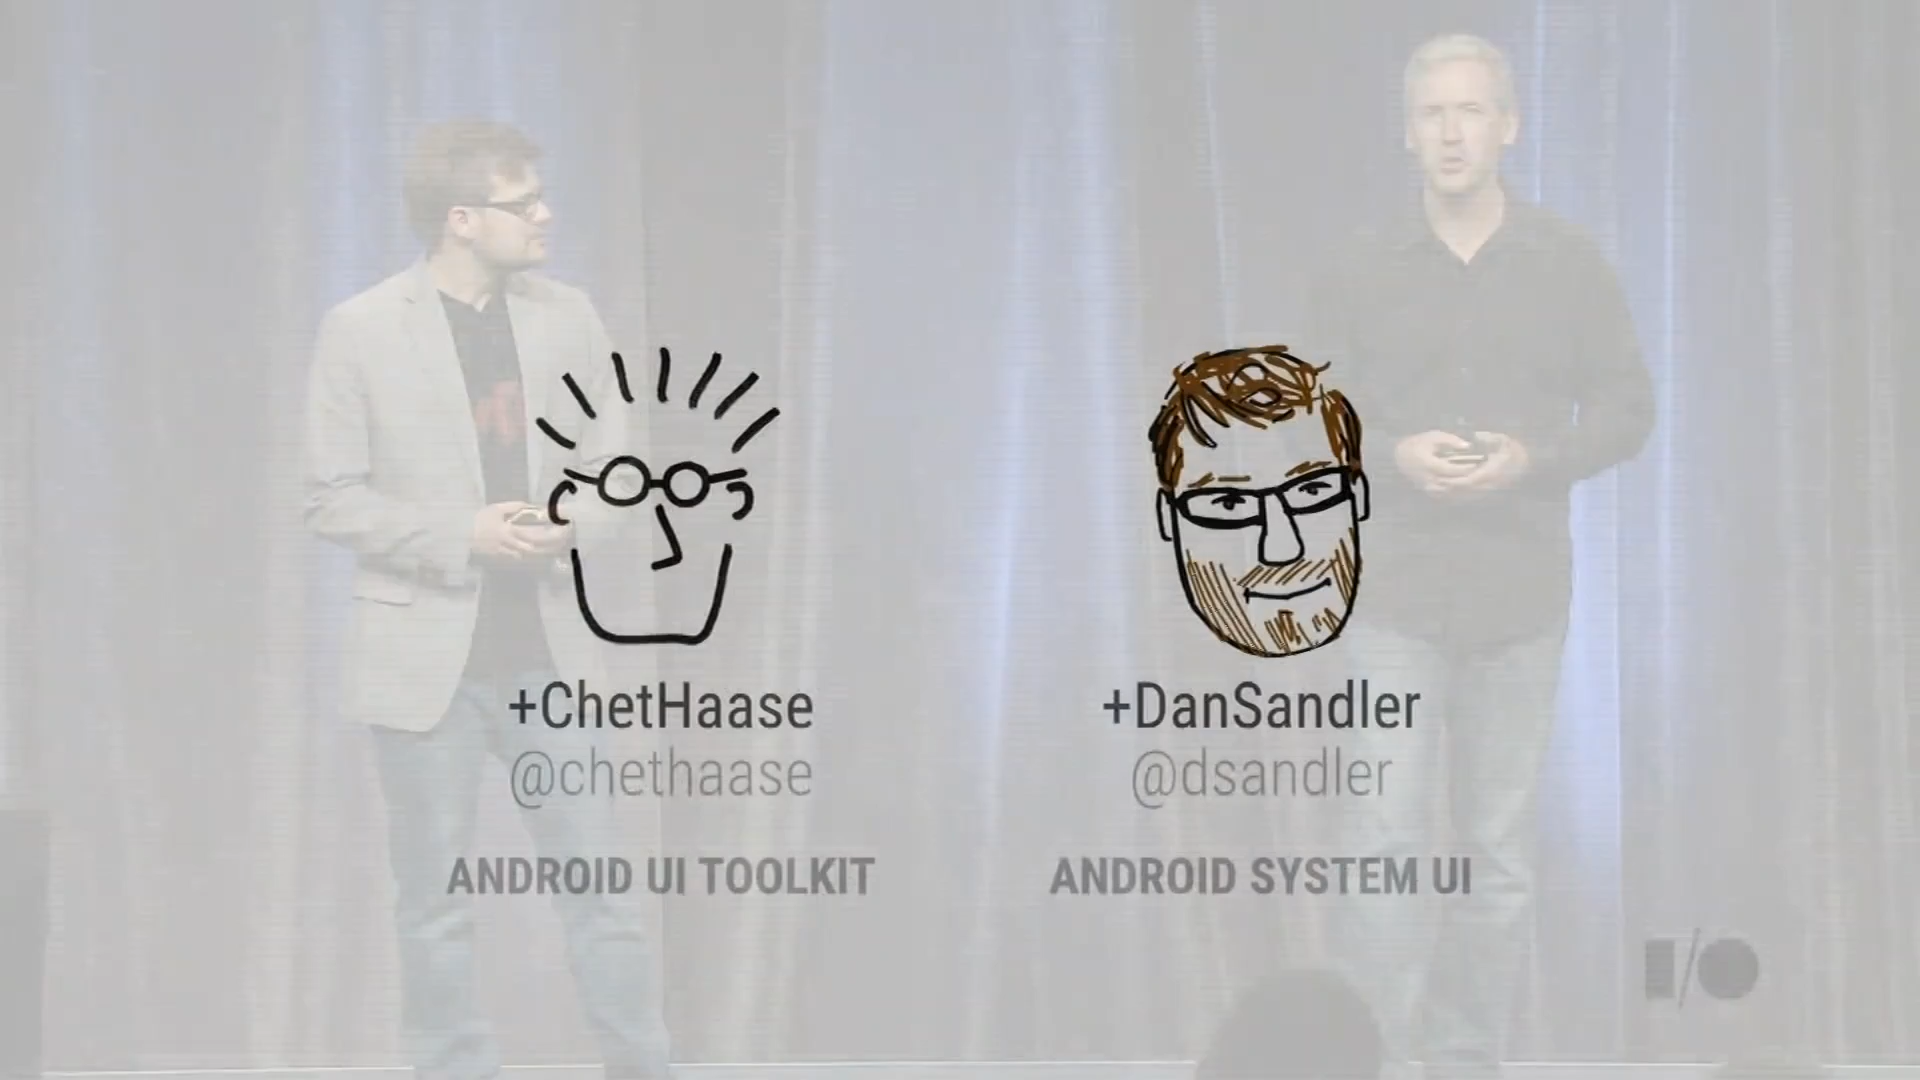 +ChetHaase
@chethaase
ANDROID UI TOOLKIT
+DanSandler
@dsandler
ANDROID SYSTEM UI
I/O